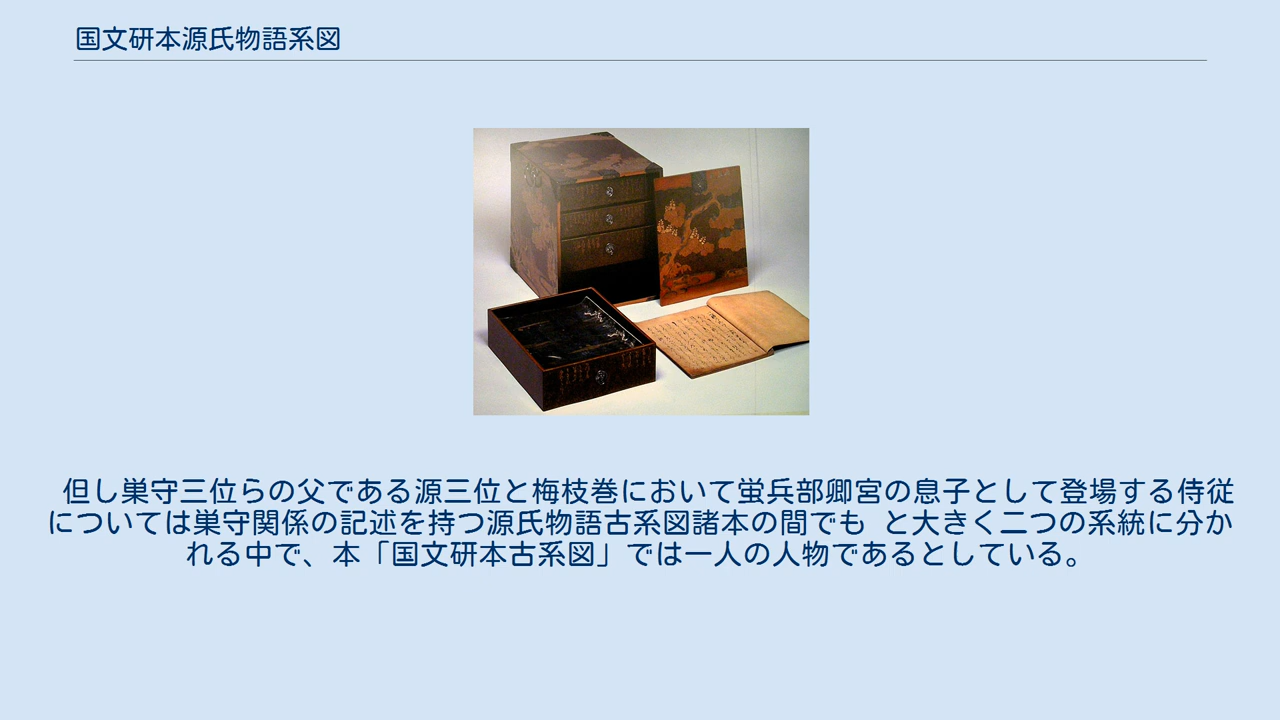 国文研本源氏物語系図
但し巣守三位らの父である源三位と梅枝巻において蛍兵部卿宮の息子として登場する侍従
については巣守関係の記述を持つ源氏物語古系図諸本の間でも と大きく二つの系統に分か
れる中で、本「国文研本古系図」では一人の人物であるとしている。